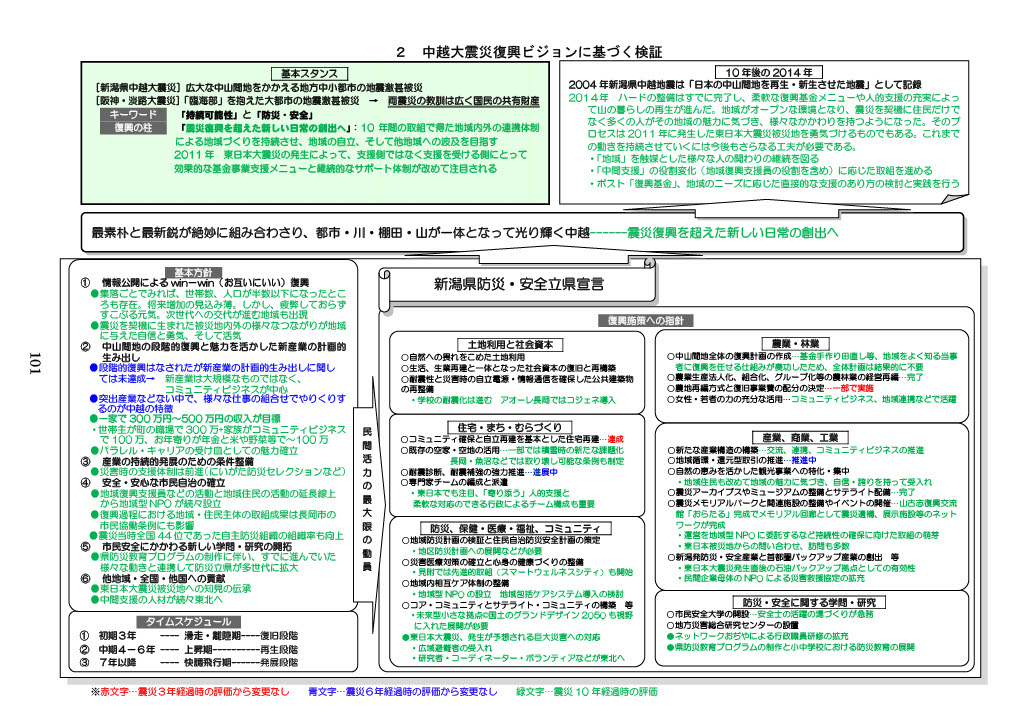 ２　中越大震災復興ビジョンに基づく検証
基本スタンス
[新潟県中越大震災] 広大な中山間地をかかえる地方中小都市の地震激甚被災
[阪神・淡路大震災]「臨海部」を抱えた大都市の地震激甚被災　→　両震災の教訓は広く国民の共有財産
キーワード　「持続可能性」と「防災・安全」
復興の柱　「震災復興を超えた新しい日常の創出へ」：10 年間の取組で得た地域内外の連携体制
による地域づくりを持続させ、地域の自立、そして他地域への波及を目指す
2011 年　東日本大震災の発生によって、支援側ではなく支援を受ける側にとって
効果的な基金事業支援メニューと継続的なサポート体制が改めて注目される
10 年後の 2014 年
2004 年新潟県中越地震は「日本の中山間地を再生・新生させた地震」として記録
2014年　ハードの整備はすでに完了し、柔軟な復興基金メニューや人的支援の充実によっ
て山の暮らしの再生が進んだ。地域がオープンな環境となり、震災を契機に住民だけで
なく多くの人がその地域の魅力に気づき、様々なかかわりを持つようになった。そのプ
ロセスは 2011 年に発生した東日本大震災被災地を勇気づけるものでもある。これまで
の動きを持続させていくには今後もさらなる工夫が必要である。
・「地域」を触媒とした様々な人の関わりの継続を図る
・「中間支援」の役割変化（地域復興支援員の役割を含め）に応じた取組を進める
・ポスト「復興基金」、地域のニーズに応じた直接的な支援のあり方の検討と実践を行う
最素朴と最新鋭が絶妙に組み合わさり、都市・川・棚田・山が一体となって光り輝く中越------震災復興を超えた新しい日常の創出へ
基本方針
①　情報公開による win－win（お互いにいい）復興
●集落ごとでみれば、世帯数、人口が半数以下になったとこ
ろも存在。将来増加の見込み薄。しかし、疲弊しておらず
すこぶる元気。次世代への交代が進む地域も出現
●震災を契機に生まれた被災地内外の様々なつながりが地域
に与えた自信と勇気、そして活気
②　中山間地の段階的復興と魅力を活かした新産業の計画的
生み出し
●段階的復興はなされたが新産業の計画的生み出しに関し
ては未達成→　新産業は大規模なものではなく、
コミュニティビジネスが中心
●突出産業などない中で、様々な仕事の組合せでやりくりす
るのが中越の特徴
●一家で 300 万円～500 万円の収入が目標
・世帯主が町の職場で 300 万+家族がコミュニティビジネス
で 100 万、お年寄りが年金と米や野菜等で～100 万
●パラレル・キャリアの受け皿としての魅力確立
③　産業の持続的発展のための条件整備
●災害時の支援体制は前進(にいがた防災セレクションなど)
④　安全・安心な市民自治の確立
●地域復興支援員などの活動と地域住民の活動の延長線上
から地域型 NPO が続々設立
●復興過程における地域・住民主体の取組成果は長岡市の
市民協働条例にも影響
●震災当時全国 44 位であった自主防災組織の組織率も向上
⑤　市民安全にかかわる新しい学問・研究の開拓
●県防災教育プログラムの制作に伴い、すでに進んでいた
様々な動きと連携して防災立県が多世代に拡大
⑥　他地域・全国・他国への貢献
●東日本大震災被災地への知見の伝承
●中間支援の人材が続々東北へ
タイムスケジュール
①　初期３年　---- 滑走・離陸期----復旧段階
②　中期４－６年 ---- 上昇期----------再生段階
③　７年以降　---- 快適飛行期------発展段階
民間活力の最大限の動員
新潟県防災・安全立県宣言
復興施策への指針
土地利用と社会資本
○自然への畏れをこめた土地利用
○生活、生業と一体となった社会資本の復旧と再構築
○耐震性と災害時の自立電源・情報通信を確保した公共建築物
の再整備
・学校の耐震化は進む　アオーレ長岡ではコジェネ導入
住宅・まち・むらづくり
○コミュニティ確保と自立再建を基本とした住宅再建…達成
○既存の空家・空地の活用…一部では積雪時の新たな課題化
長岡・魚沼などでは取り壊し可能な条例も制定
○耐震診断、耐震補強の強力推進…進展中
○専門家チームの編成と派遣
・東日本でも注目、「寄り添う」人的支援と
柔軟な対応のできる行政によるチーム構成も重要
防災、保健・医療・福祉、コミュニティ
○地域防災計画の検証と住民自治防災安全計画の策定
・地区防災計画への展開などが必要
○災害医療対策の確立と心身の健康づくりの整備
・見附では先進的取組（スマートウェルネスシティ）も開始
○地域内相互ケア体制の整備
・地域型 NPO の設立　地域包括ケアシステム導入の検討
○コア・コミュニティとサテライト・コミュニティの構築　等
・未来型小さな拠点©国土のグランドデザイン 2050 も視野
に入れた展開が必要
●東日本大震災、発生が予想される巨大災害への対応
・広域避難者の受入れ
・研究者・コーディネーター・ボランティアなどが東北へ
農業・林業
○中山間地全体の復興計画の作成…基金手作り田直し等、地域をよく知る当事
者に復興を任せる仕組みが奏功したため、全体計画は結果的に不要
○農業生産法人化、組合化、グループ化等の農林業の経営再編…完了
○農地再編方式と復旧事業費の配分の決定…一部で実施
○女性・若者の力の充分な活用…コミュニティビジネス、地域連携などで活躍
産業、商業、工業
○新たな産業構造の構築…交流、連携、コミュニティビジネスの推進
○地域循環・還元型取引の推進…推進中
○自然の恵みを活かした観光事業への特化・集中
・地域住民も改めて地域の魅力に気づき、自信・誇りを持って受入れ
○震災アーカイブスやミュージアムの整備とサテライト配備…完了
○震災メモリアルパークと関連施設の整備やイベントの開催…山古志復興交流
館「おらたる」完成でメモリアル回廊として震災遺構、展示施設等のネット
ワークが完成
・運営を地域型 NPO に委託するなど持続性の確保に向けた取組の萌芽
・東日本被災地からの問い合わせ、訪問も多数
○新潟発防災・安全産業と首都圏バックアップ産業の創出　等
・東日本大震災発生直後の石油バックアップ拠点としての有効性
・民間企業母体の NPO による災害救援協定の拡充
防災・安全に関する学問・研究
○市民安全大学の開設…安全士の活躍の場づくりが急務
○地方災害総合研究センターの設置
●ネットワークおぢやによる行政職員研修の拡充
●県防災教育プログラムの制作と小中学校における防災教育の展開
※赤文字…震災３年経過時の評価から変更なし　青文字…震災６年経過時の評価から変更なし　緑文字…震災 10 年経過時の評価
101